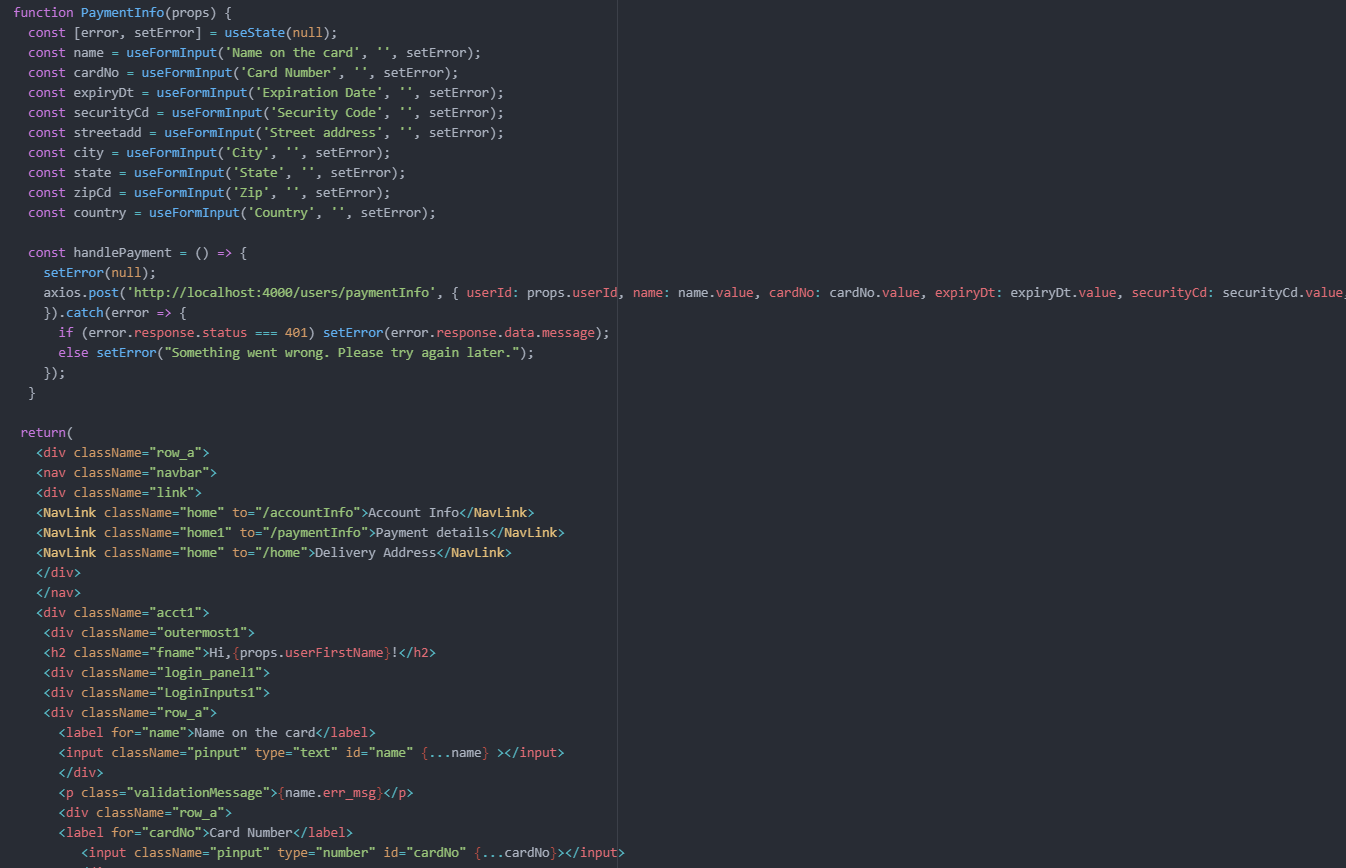 function PaymentInfo(props) {
const [error, setError] = useState(null);
const name = useFormInput('Name on the card', '', setError);
const cardNo = useFormInput('Card Number', '', setError);
const expiryDt = useFormInput('Expiration Date', '', setError);
const securityCd = useFormInput('Security Code', '', setError);
const streetadd = useFormInput('Street address', '', setError);
const city = useFormInput('City', '', setError);
const state = useFormInput('State', '', setError);
const zipCd = useFormInput('Zip', '', setError);
const country = useFormInput('Country', '', setError);
const handlePayment = () => {
setError(null);
axios.post('http://localhost:4000/users/paymentInfo', { userId: props.userId, name: name.value, cardNo: cardNo.value, expiryDt: expiryDt.value, securityCd: securityCd.value,
}).catch(error => {
if (error.response.status === 401) setError(error.response.data.message);
else setError("Something went wrong. Please try again later.");
});
}
return(
<div className="row_a">
<nav className="navbar">
<div className="link">
<NavLink className="home" to="/accountInfo">Account Info</NavLink>
<NavLink className="home1" to="/paymentInfo">Payment details</NavLink>
<NavLink className="home" to="/home">Delivery Address</NavLink>
</div>
</nav>
<div className="acct1">
<div className="outermost1">
<h2 className="fname">Hi,{props.userFirstName}!</h2>
<div className="login_panel1">
<div className="LoginInputs1">
<div className="row_a">
<label for="name">Name on the card</label>
<input className="pinput" type="text" id="name" {...name} ></input>
</div>
<p class="validationMessage">{name.err_msg}</p>
<div className="row_a">
<label for="cardNo">Card Number</label>
<input className="pinput" type="number" id="cardNo" {...cardNo}></input>